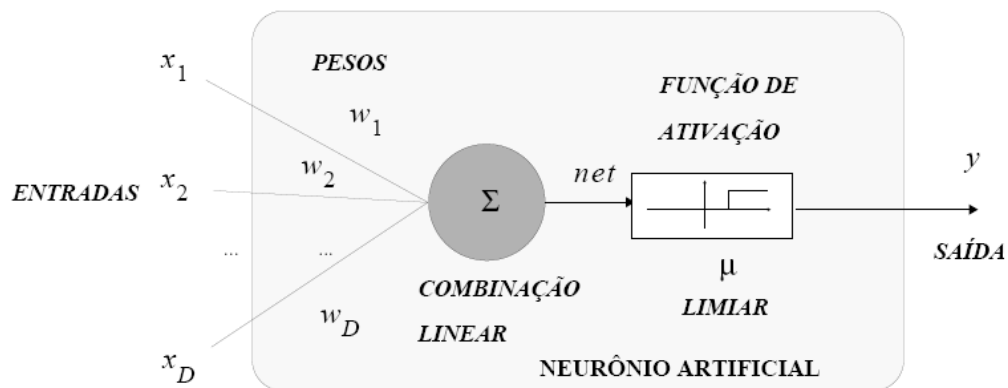 x1
PESOS
w1
FUNÇÃO DE
ATIVAÇÃO
ENTRADAS
x2
w2
Σ
net
y
SAÍDA
...
...
μ
LIMIAR
COMBINAÇÃO
LINEAR
wD
xD
NEURÔNIO ARTIFICIAL